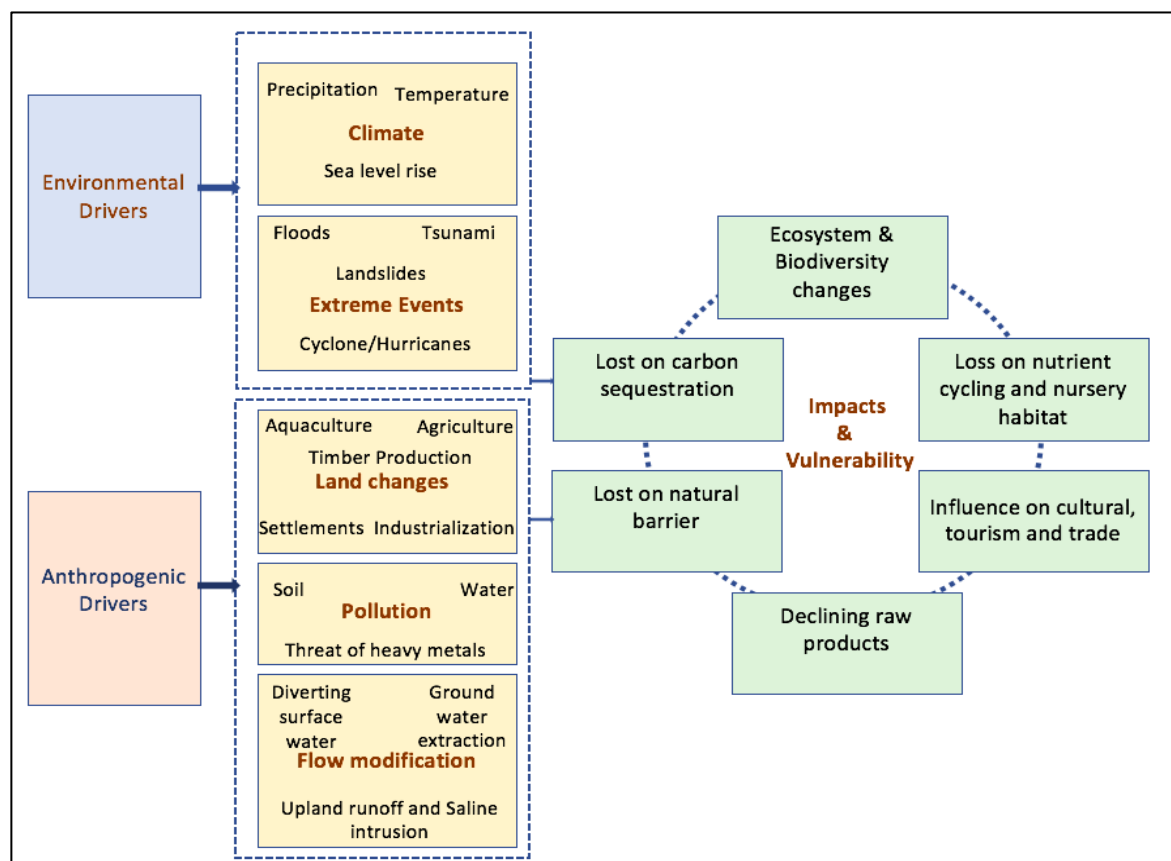 Environmental
Drivers
Precipitation
Temperature
Climate
Sea level rise
Floods
Tsunami
Landslides
Extreme Events
Cyclone/Hurricanes
Anthropogenic
Drivers
Aquaculture
Agriculture
Timber Production
Land changes
Settlements
Industrialization
Soil
Water
Pollution
Threat of heavy metals
Diverting
surface
water
Ground
water
extraction
Flow modification
Upland runoff and Saline
intrusion
Ecosystem &
Biodiversity
changes
Lost on carbon
sequestration
Loss on nutrient
cycling and nursery
habitat
Impacts
&
Vulnerability
Lost on natural
barrier
Influence on cultural,
tourism and trade
Declining raw
products